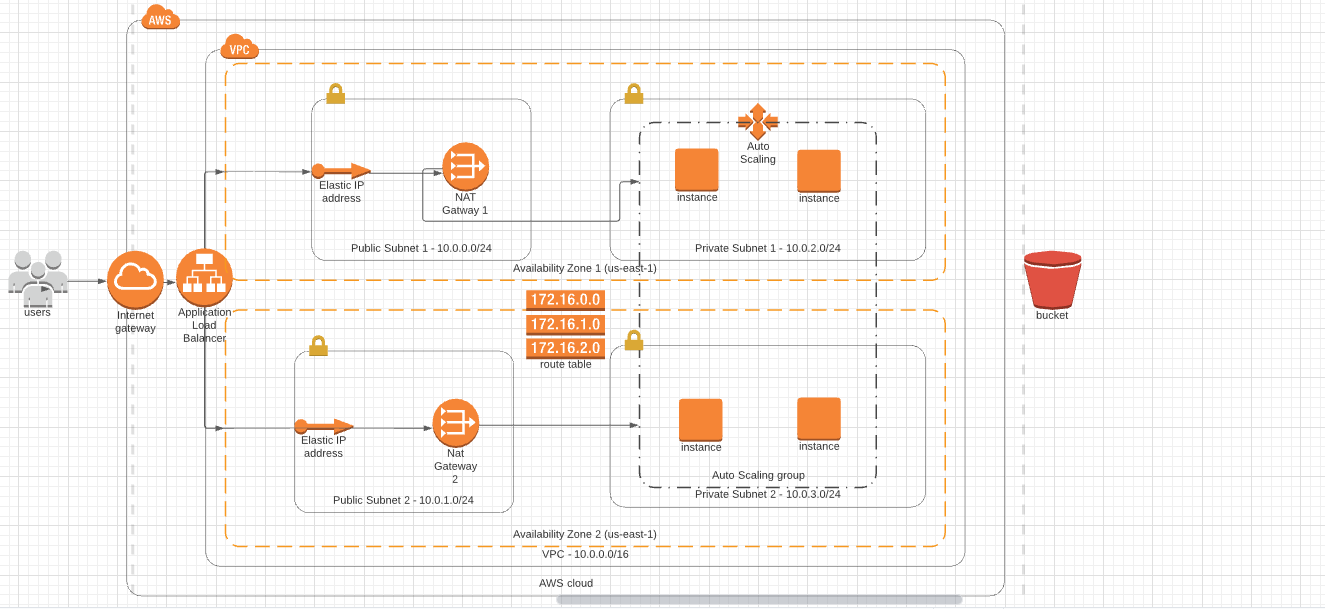 AWS
VPC
Auto
Scaling
Elastic IP
address
NAT
Gatway 1
instance
instance
Public Subnet 1 - 10.0.0.0/24
Private Subnet 1 - 10.0.2.0/24
Availability Zone 1 (us-east-1)
users
Internet
gateway
Application
Load
Balancer
172.16.0.0
172.16.1.0
172.16.2.0
route table
bucket
Elastic IP
address
Nat
Gateway
2
instance
instance
Auto Scaling group
Public Subnet 2 - 10.0.1.0/24
Private Subnet 2 - 10.0.3.0/24
Availability Zone 2 (us-east-1)
VPC - 10.0.0.0/16
AWS cloud